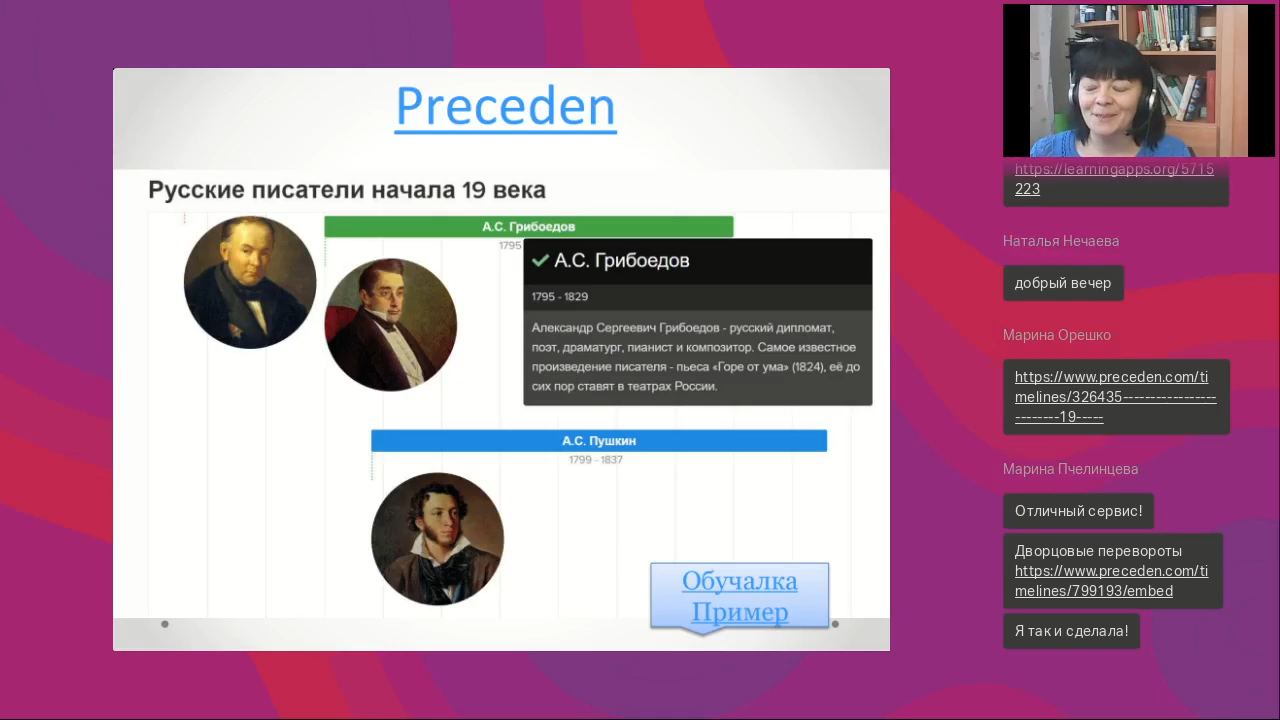 Preceden
Русские писатели начала 19 века
А.С. Грибоедов
1795
А.С. Грибоедов
1795 - 1829
Александр Сергеевич Грибоедов - русский дипломат,
поэт, драматург, пианист и композитор. Самое известное
произведение писателя - пьеса «Горе от ума» (1824), её до
сих пор ставят в театрах России.
А.С. Пушкин
1799 - 1837
Обучалка
Пример
https://learningapps.org/5715
223
Наталья Нечаева
добрый вечер
Марина Орешко
https://www.preceden.com/ti
melines/326435------------------
--------19-----
Марина Пчелинцева
Отличный сервис!
Дворцовые перевороты
https://www.preceden.com/ti
melines/799193/embed
Я так и сделала!